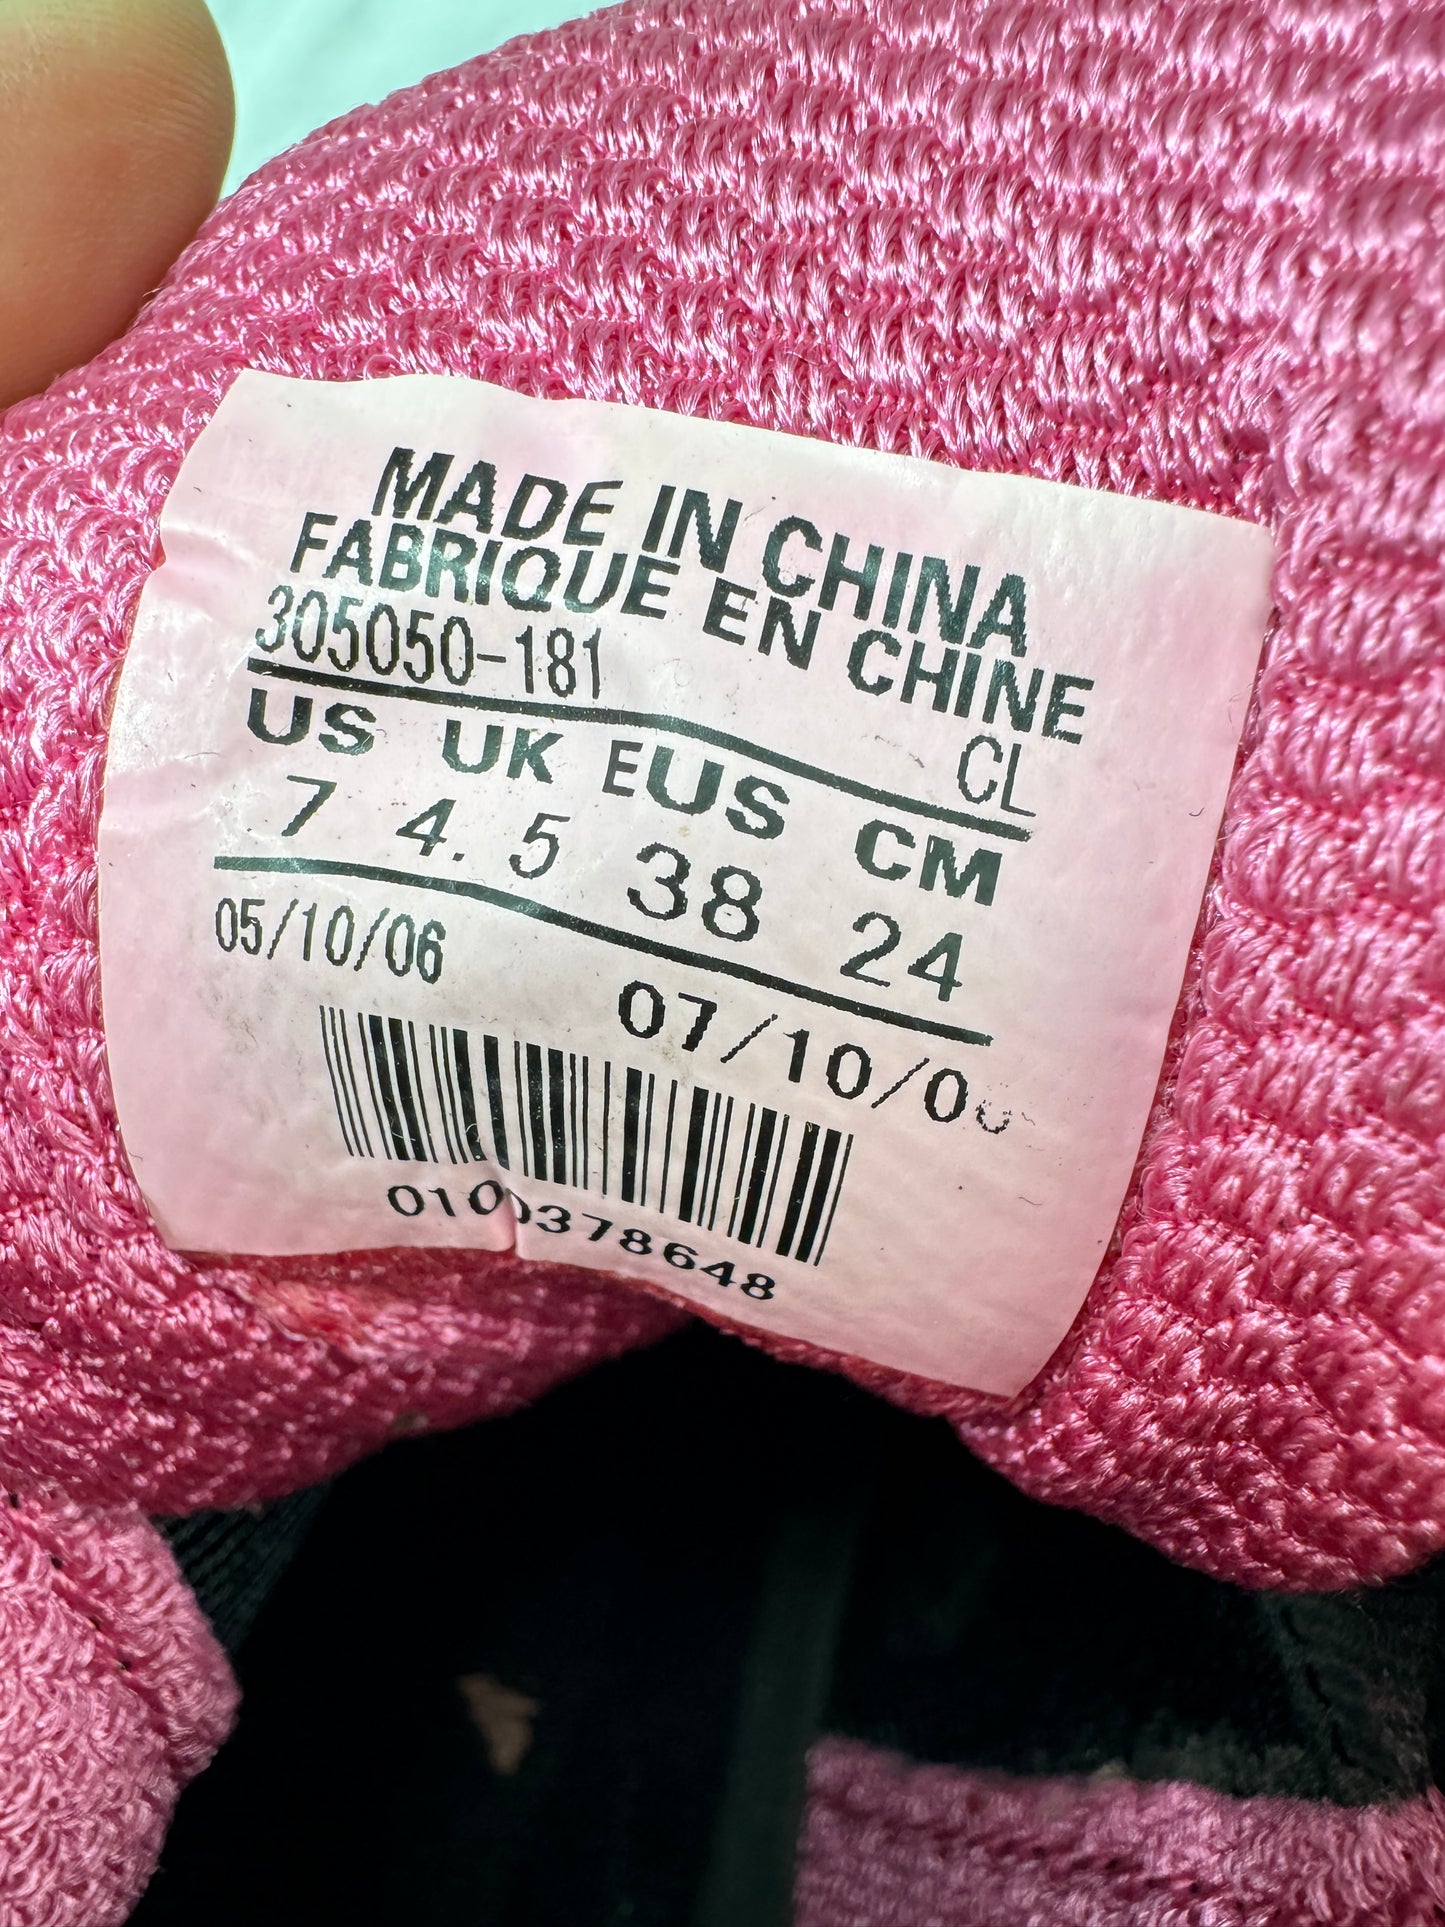 MADE IN CHINA
FABRIQUE EN CHINE
305050-181 CL
US UK EUS CM
7 4.5 38 24
05/10/06 07/10/0
0100378648